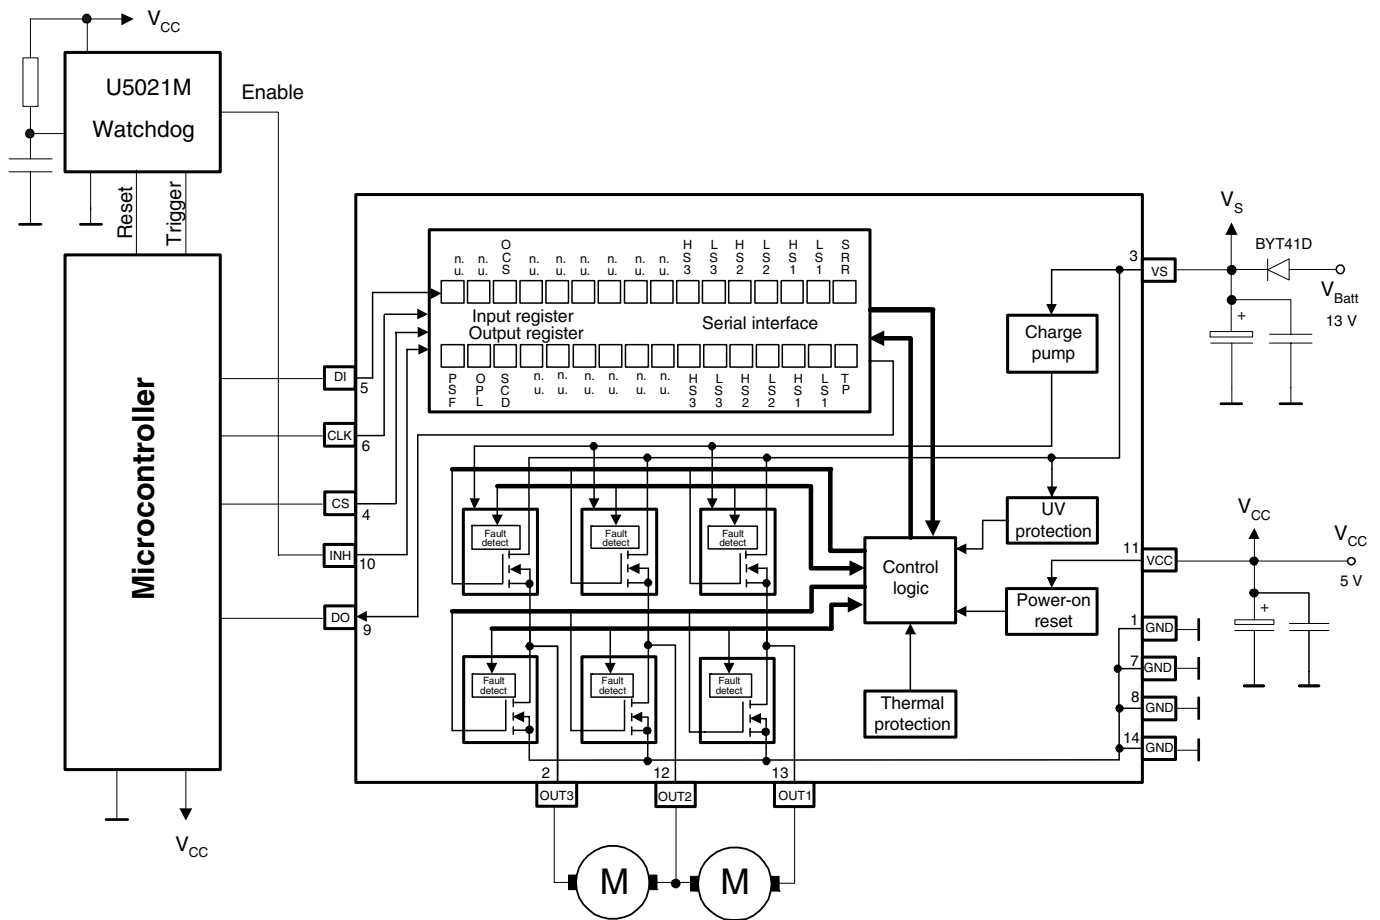 VCC
U5021M
Watchdog
Enable
Reset
Trigger
Microcontroller
VCC
n.u. n.u. OCS n.u. n.u. n.u. n.u. n.u. n.u. HS3 LS3 HS2 LS2 HS1 LS1 SRR
Input register
Output register
Serial interface
PSF OPL SCD n.u. n.u. n.u. n.u. n.u. n.u. HS3 LS3 HS2 LS2 HS1 LS1 TP
DI
5
CLK
6
CS
4
INH
10
DO
9
Charge
pump
UV
protection
Control
logic
Power-on
reset
Thermal
protection
Fault
detect
Fault
detect
Fault
detect
Fault
detect
Fault
detect
Fault
detect
3
VS
VS
BYT41D
VBatt
13 V
+
11
VCC
VCC
VCC
5 V
+
1
GND
7
GND
8
GND
14
GND
2
OUT3
12
OUT2
13
OUT1
M
M